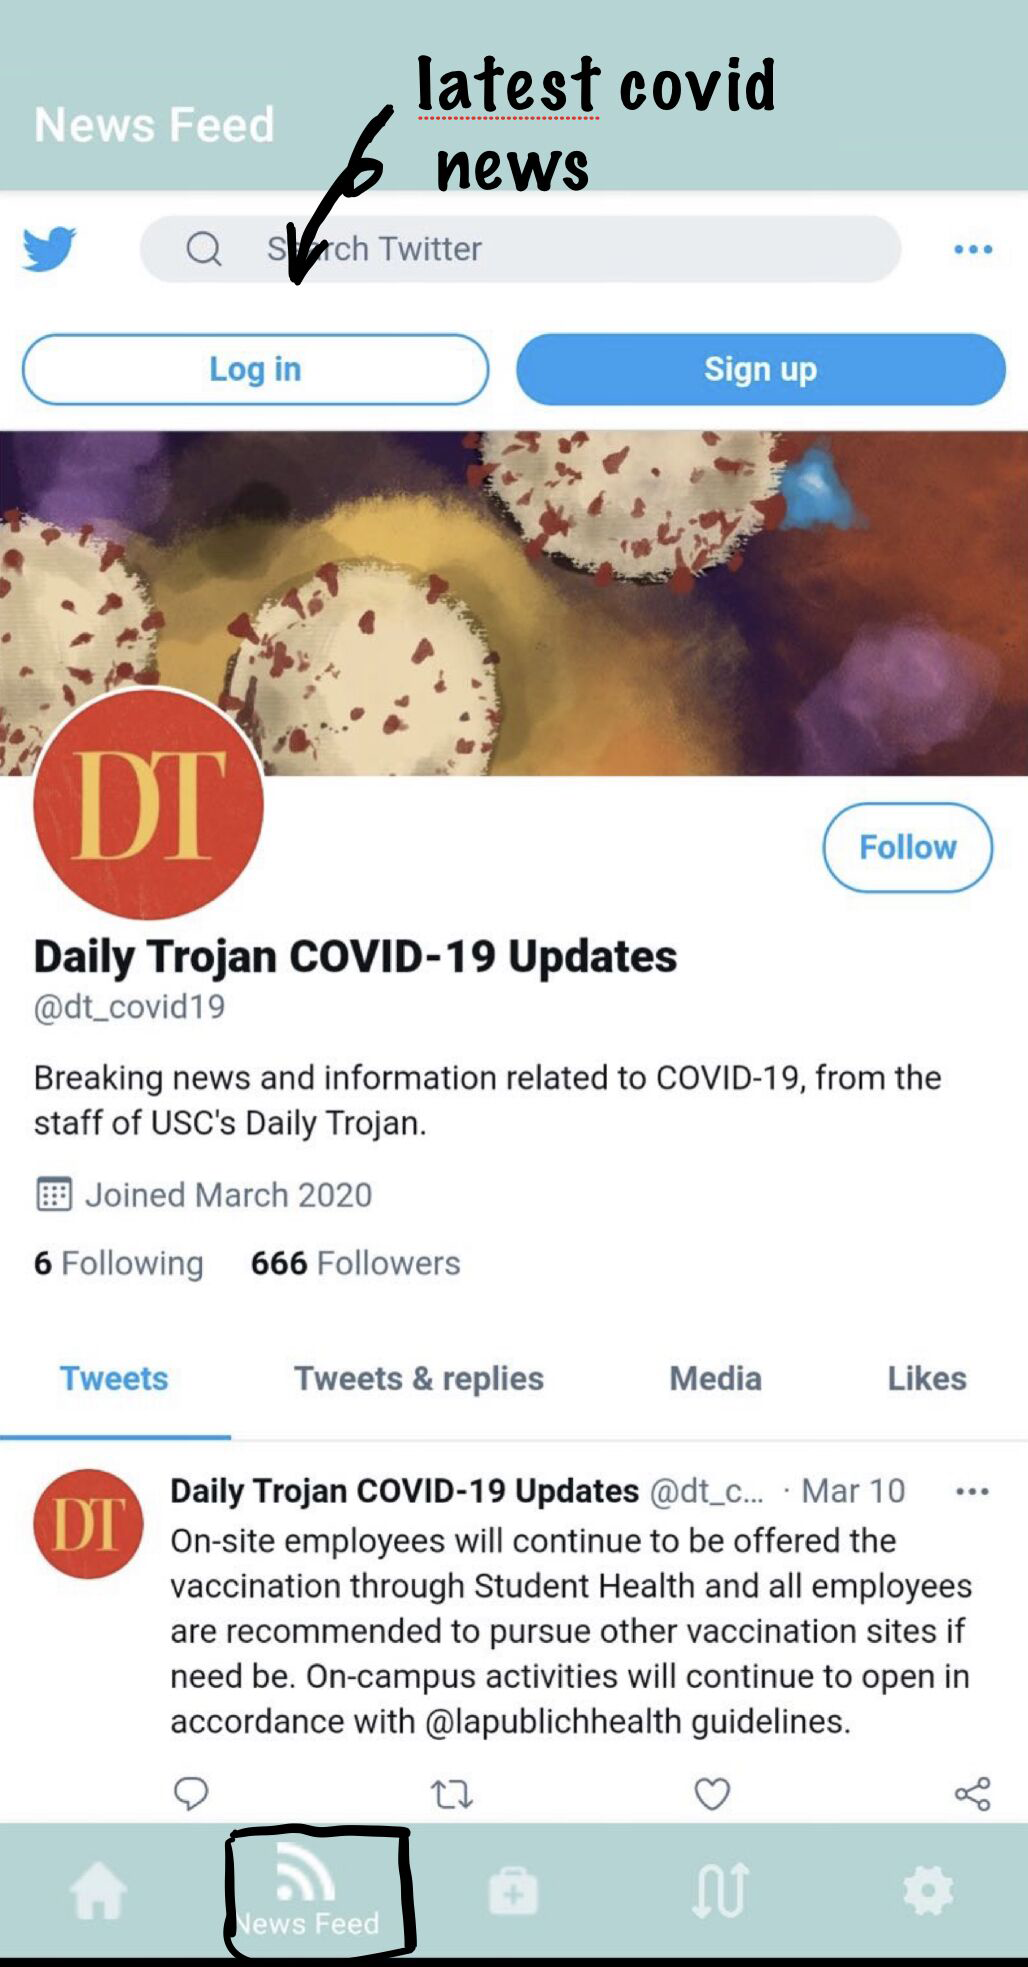 latest covid
news
News Feed
Search Twitter
Log in
Sign up
DT
Follow
Daily Trojan COVID-19 Updates
@dt_covid19
Breaking news and information related to COVID-19, from the
staff of USC's Daily Trojan.
Joined March 2020
6 Following 666 Followers
Tweets Tweets & replies Media Likes
DT
Daily Trojan COVID-19 Updates @dt_c... · Mar 10
On-site employees will continue to be offered the
vaccination through Student Health and all employees
are recommended to pursue other vaccination sites if
need be. On-campus activities will continue to open in
accordance with @lapublichhealth guidelines.
News Feed